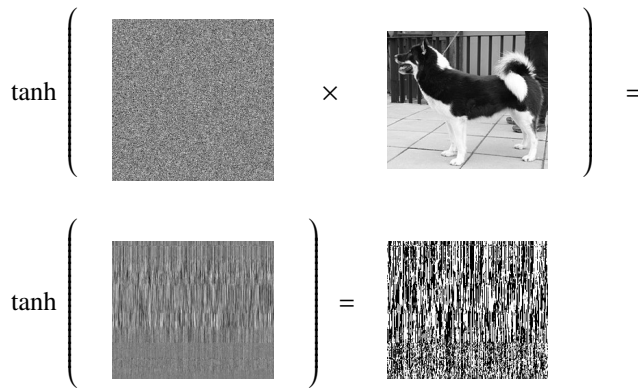 tanh ( × ) =
tanh ( ) =